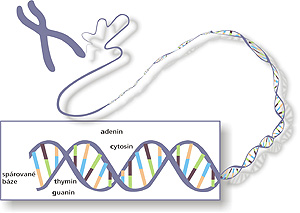 adenin
cytosin
spárované
báze
thymin
guanin